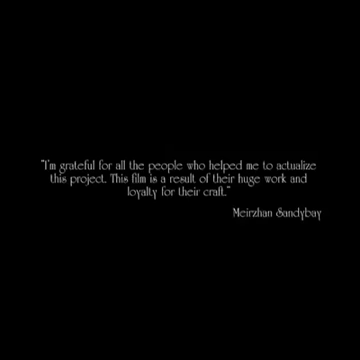 "I'm grateful for all the people who helped me to actualize
this project. This film is a result of their huge work and
loyalty for their craft."
Meirzhan Sandybay